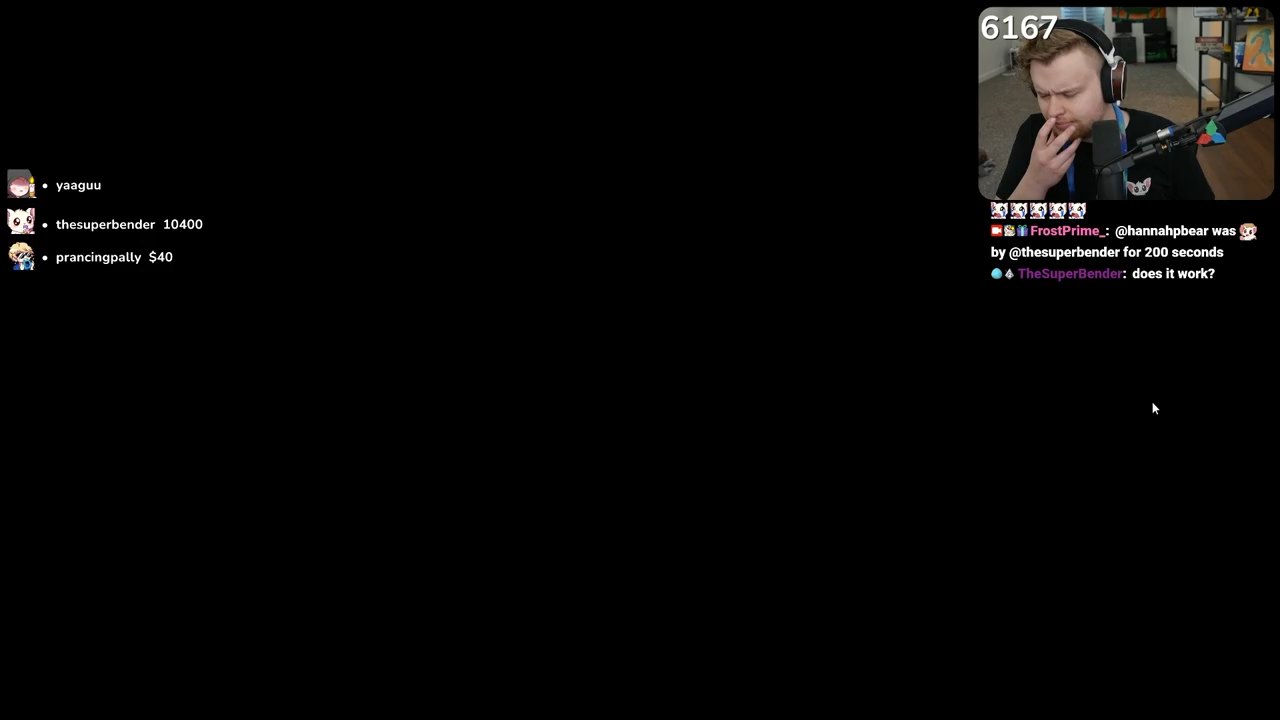 6167
yaaguu
thesuperbender 10400
prancingpally $40
FrostPrime_: @hannahpbear was
by @thesuperbender for 200 seconds
TheSuperBender: does it work?